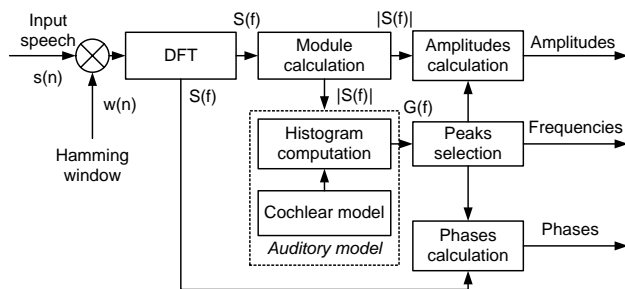 Input
speech
s(n)
w(n)
Hamming
window
DFT
S(f)
S(f)
Module
calculation
|S(f)|
|S(f)|
Amplitudes
calculation
Amplitudes
Histogram
computation
G(f)
Peaks
selection
Frequencies
Cochlear model
Auditory model
Phases
calculation
Phases